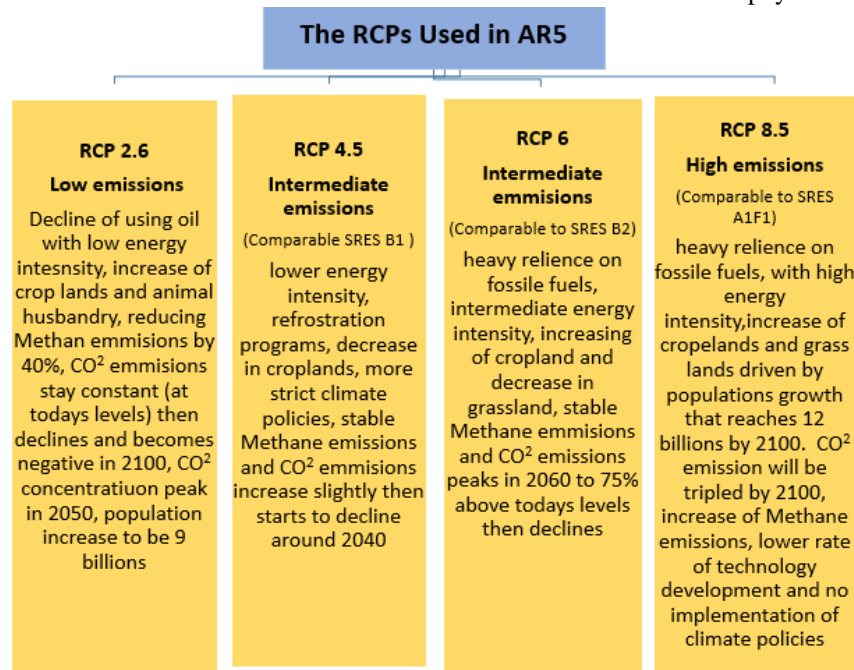 The RCPs Used in AR5
RCP 2.6
Low emissions
Decline of using oil
with low energy
intesnsity, increase of
crop lands and animal
husbandry, reducing
Methan emmisions by
40%, CO² emmisions
stay constant (at
todays levels) then
declines and becomes
negative in 2100, CO²
concentratiuon peak
in 2050, population
increase to be 9
billions
RCP 4.5
Intermediate
emissions
(Comparable SRES B1 )
lower energy
intensity,
refrostration
programs, decrease
in croplands, more
strict climate
policies, stable
Methane emissions
and CO² emmisions
increase slightly then
starts to decline
around 2040
RCP 6
Intermediate
emmisions
(Comparable to SRES B2)
heavy reliance on
fossile fuels,
intermediate energy
intensity, increasing
of cropland and
decrease in
grassland, stable
Methane emmisions
and CO² emissions
peaks in 2060 to 75%
above todays levels
then declines
RCP 8.5
High emissions
(Comparable to SRES
A1F1)
heavy reliance on
fossile fuels, with high
energy
intensity,increase of
cropelands and grass
lands driven by
populations growth
that reaches 12
billions by 2100.  CO²
emission will be
tripled by 2100,
increase of Methane
emissions, lower rate
of technology
development and no
implementation of
climate policies